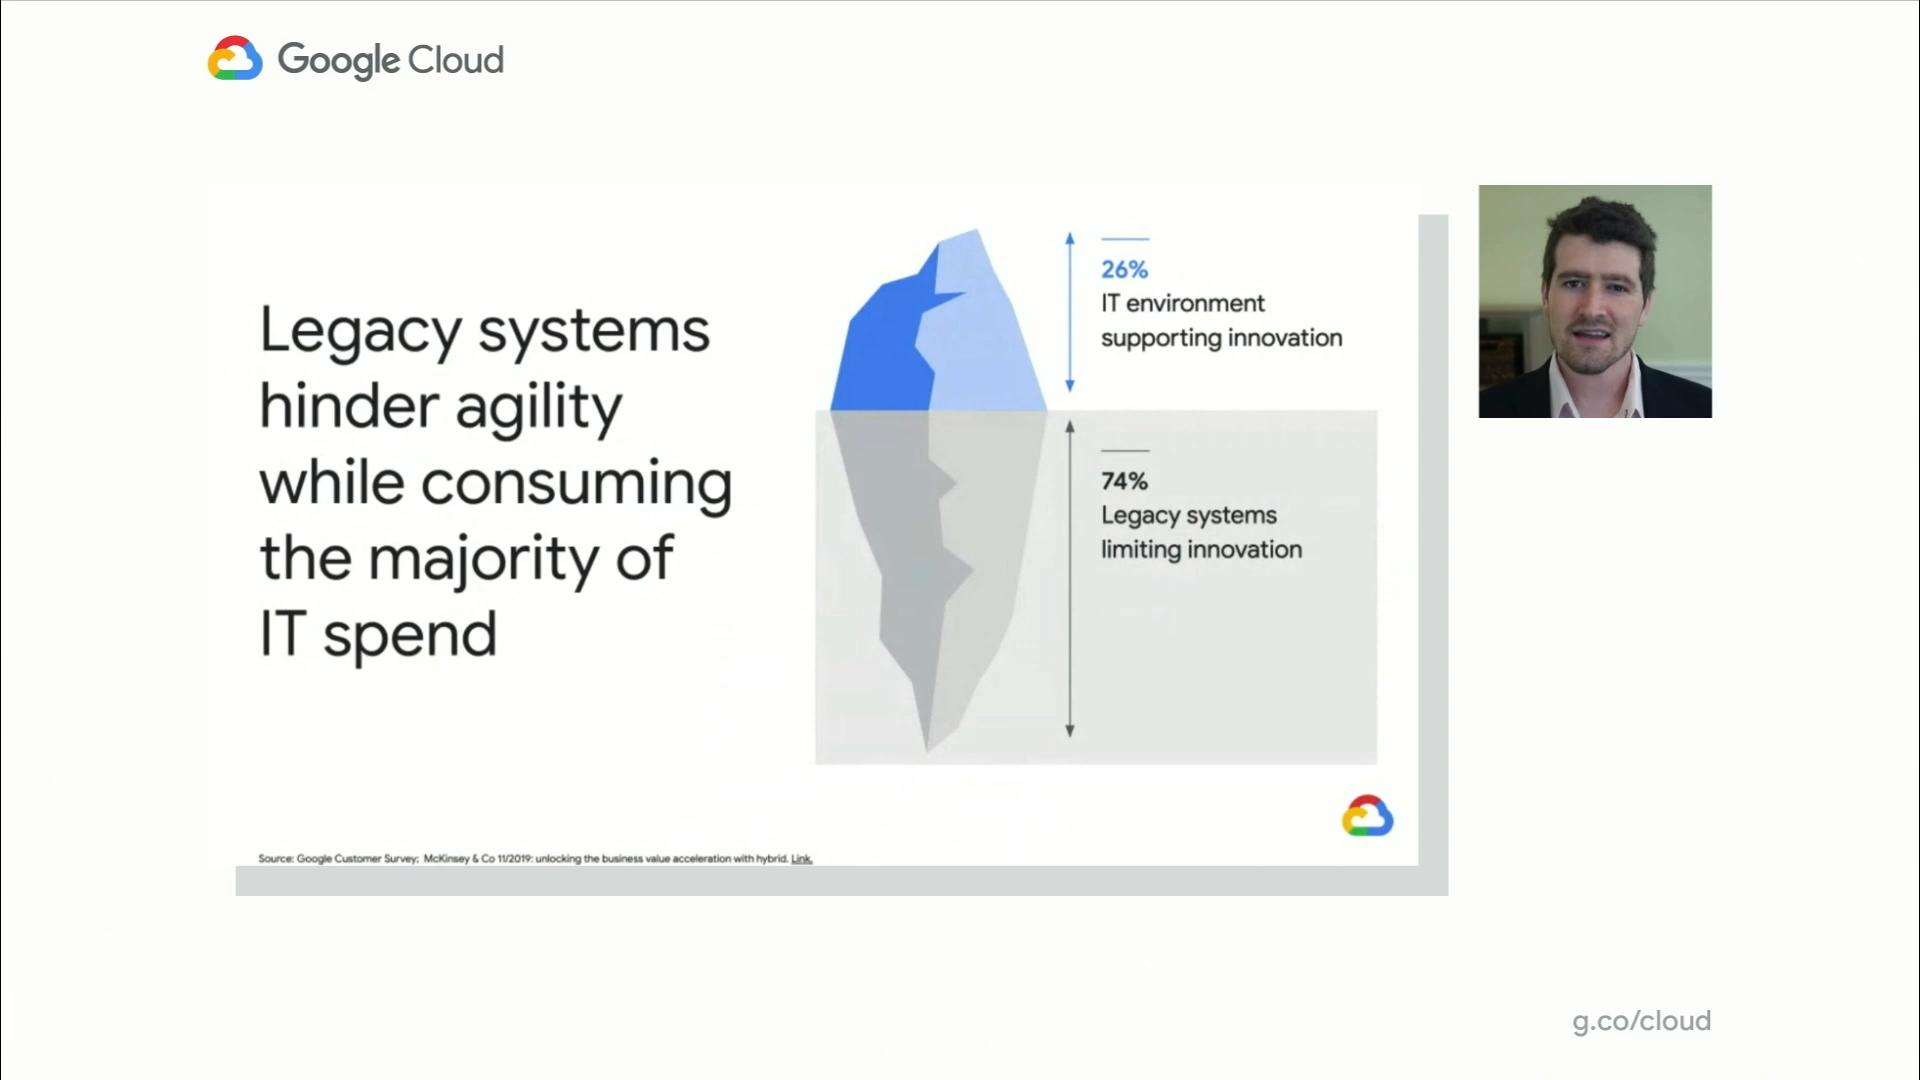 Google Cloud
Legacy systems
hinder agility
while consuming
the majority of
IT spend
26%
IT environment
supporting innovation
74%
Legacy systems
limiting innovation
Source: Google Customer Survey; McKinsey & Co 11/2019: unlocking the business value acceleration with hybrid. Link.
g.co/cloud